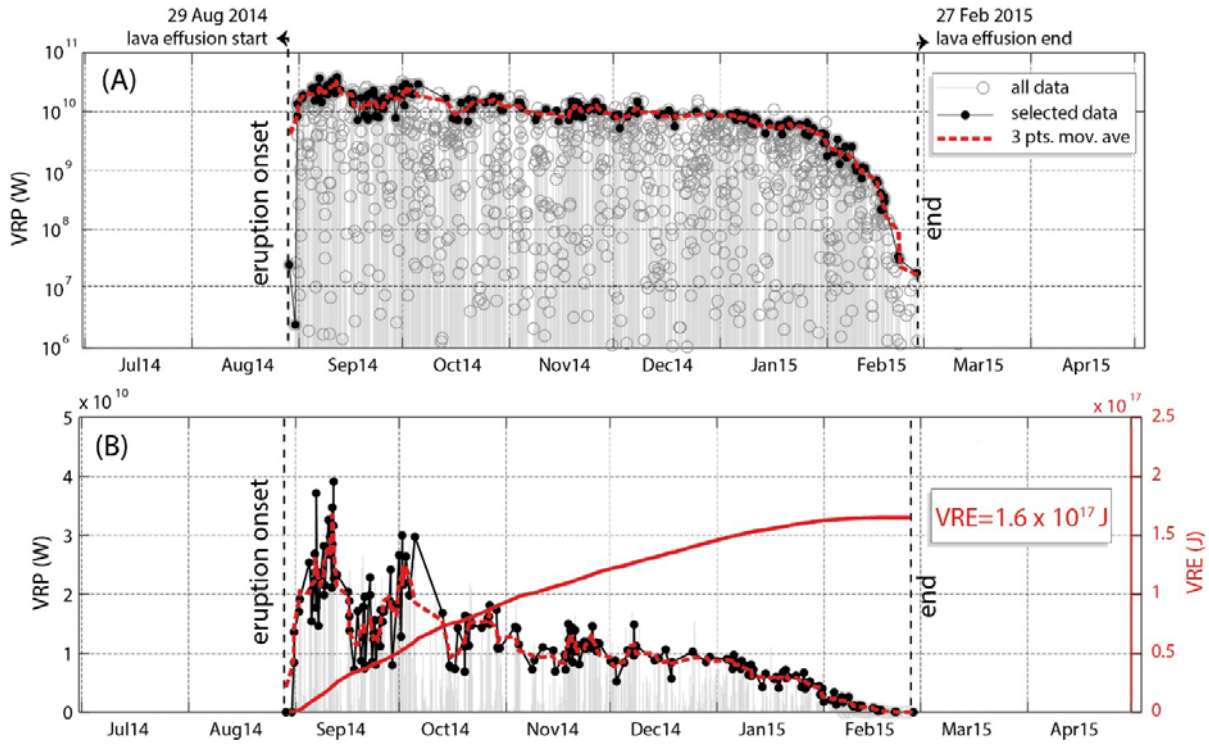 29 Aug 2014
lava effusion start
27 Feb 2015
lava effusion end
(A)
VRP (W)
10^11
10^10
10^9
10^8
10^7
10^6
eruption onset
end
all data
selected data
3 pts. mov. ave
Jul14 Aug14 Sep14 Oct14 Nov14 Dec14 Jan15 Feb15 Mar15 Apr15
x 10^10
x 10^17
(B)
VRP (W)
5
4
3
2
1
0
eruption onset
end
VRE=1.6 x 10^17 J
2.5
2
1.5
1
0.5
0
VRE (J)
Jul14 Aug14 Sep14 Oct14 Nov14 Dec14 Jan15 Feb15 Mar15 Apr15